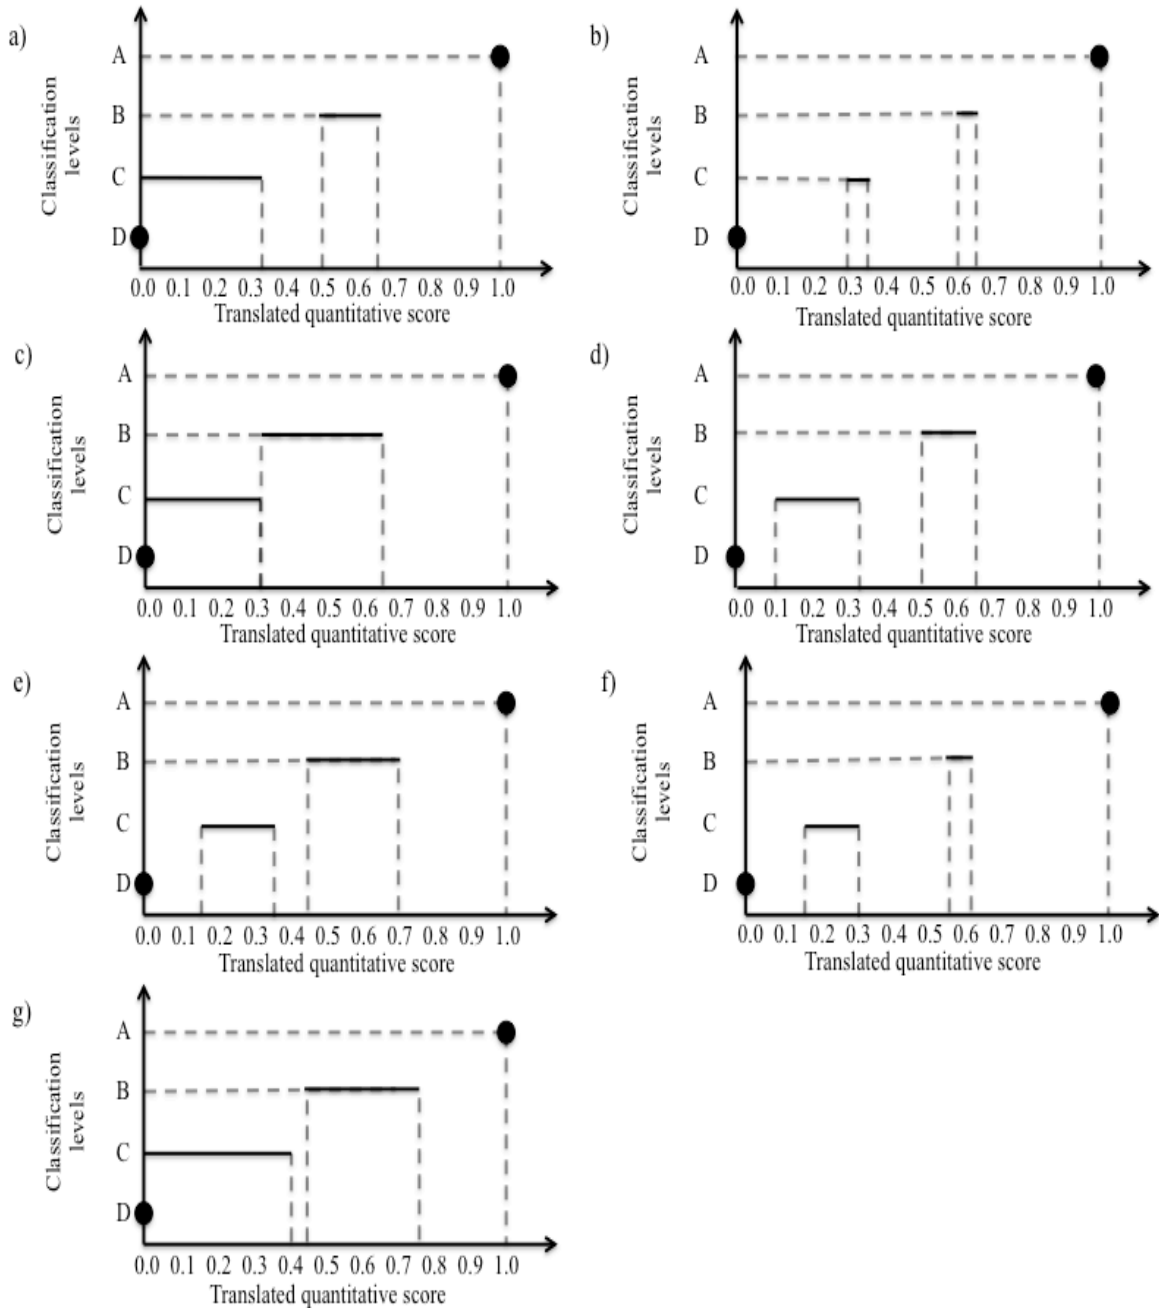 a)
A
B
C
D
Classification
levels
0.0 0.1 0.2 0.3 0.4 0.5 0.6 0.7 0.8 0.9 1.0
Translated quantitative score
b)
A
B
C
D
Classification
levels
0.0 0.1 0.2 0.3 0.4 0.5 0.6 0.7 0.8 0.9 1.0
Translated quantitative score
c)
A
B
C
D
Classification
levels
0.0 0.1 0.2 0.3 0.4 0.5 0.6 0.7 0.8 0.9 1.0
Translated quantitative score
d)
A
B
C
D
Classification
levels
0.0 0.1 0.2 0.3 0.4 0.5 0.6 0.7 0.8 0.9 1.0
Translated quantitative score
e)
A
B
C
D
Classification
levels
0.0 0.1 0.2 0.3 0.4 0.5 0.6 0.7 0.8 0.9 1.0
Translated quantitative score
f)
A
B
C
D
Classification
levels
0.0 0.1 0.2 0.3 0.4 0.5 0.6 0.7 0.8 0.9 1.0
Translated quantitative score
g)
A
B
C
D
Classification
levels
0.0 0.1 0.2 0.3 0.4 0.5 0.6 0.7 0.8 0.9 1.0
Translated quantitative score